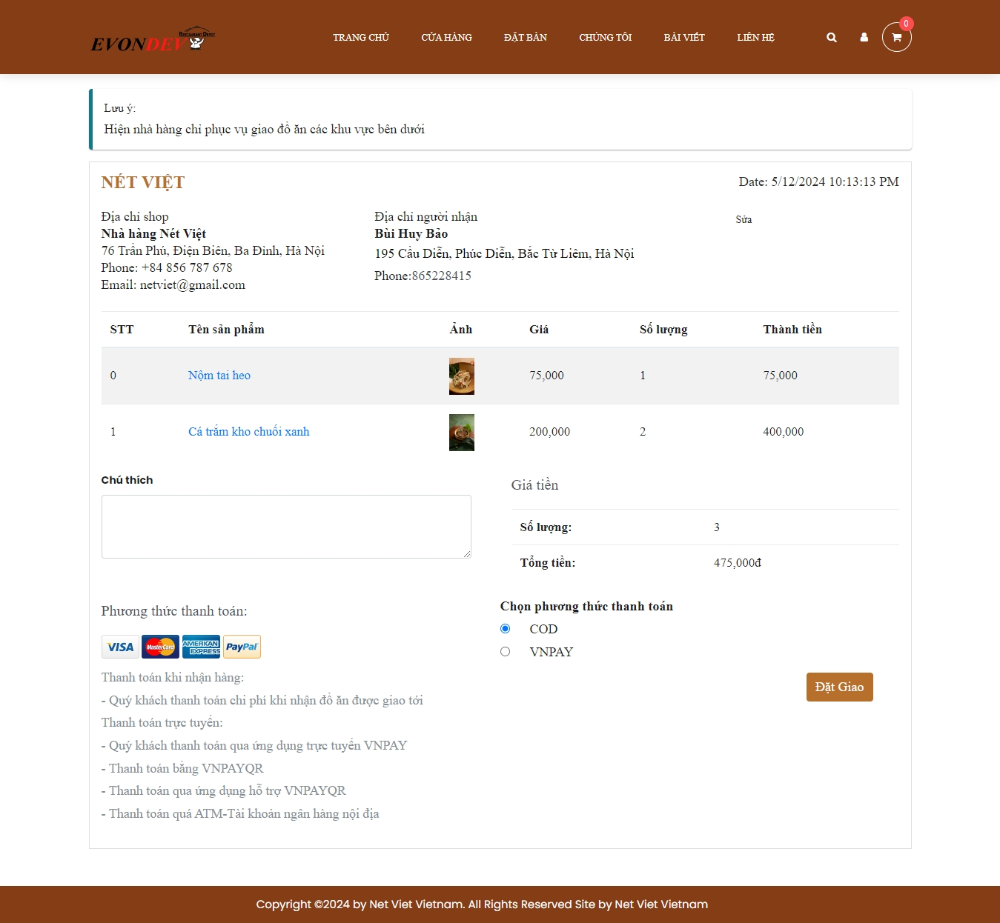 EVONDEV RESTAURANT DEPOT
TRANG CHỦ CỬA HÀNG ĐẶT BÀN CHÚNG TÔI BÀI VIẾT LIÊN HỆ 0
Lưu ý:
Hiện nhà hàng chỉ phục vụ giao đồ ăn các khu vực bên dưới
NÉT VIỆT Date: 5/12/2024 10:13:13 PM
Địa chỉ shop
Nhà hàng Nét Việt
76 Trần Phú, Điện Biên, Ba Đình, Hà Nội
Phone: +84 856 787 678
Email: netviet@gmail.com
Địa chỉ người nhận
Bùi Huy Bảo
195 Cầu Diễn, Phúc Diễn, Bắc Từ Liêm, Hà Nội
Phone:865228415
Sửa
STT Tên sản phẩm Ảnh Giá Số lượng Thành tiền
0 Nộm tai heo 75,000 1 75,000
1 Cá trắm kho chuối xanh 200,000 2 400,000
Chú thích
Giá tiền
Số lượng: 3
Tổng tiền: 475,000đ
Phương thức thanh toán:
VISA MasterCard AMERICAN EXPRESS PayPal
Thanh toán khi nhận hàng:
- Quý khách thanh toán chi phí khi nhận đồ ăn được giao tới
Thanh toán trực tuyến:
- Quý khách thanh toán qua ứng dụng trực tuyến VNPAY
- Thanh toán bằng VNPAYQR
- Thanh toán qua ứng dụng hỗ trợ VNPAYQR
- Thanh toán quá ATM-Tài khoản ngân hàng nội địa
Chọn phương thức thanh toán
COD
VNPAY
Đặt Giao
Copyright ©2024 by Net Viet Vietnam. All Rights Reserved Site by Net Viet Vietnam